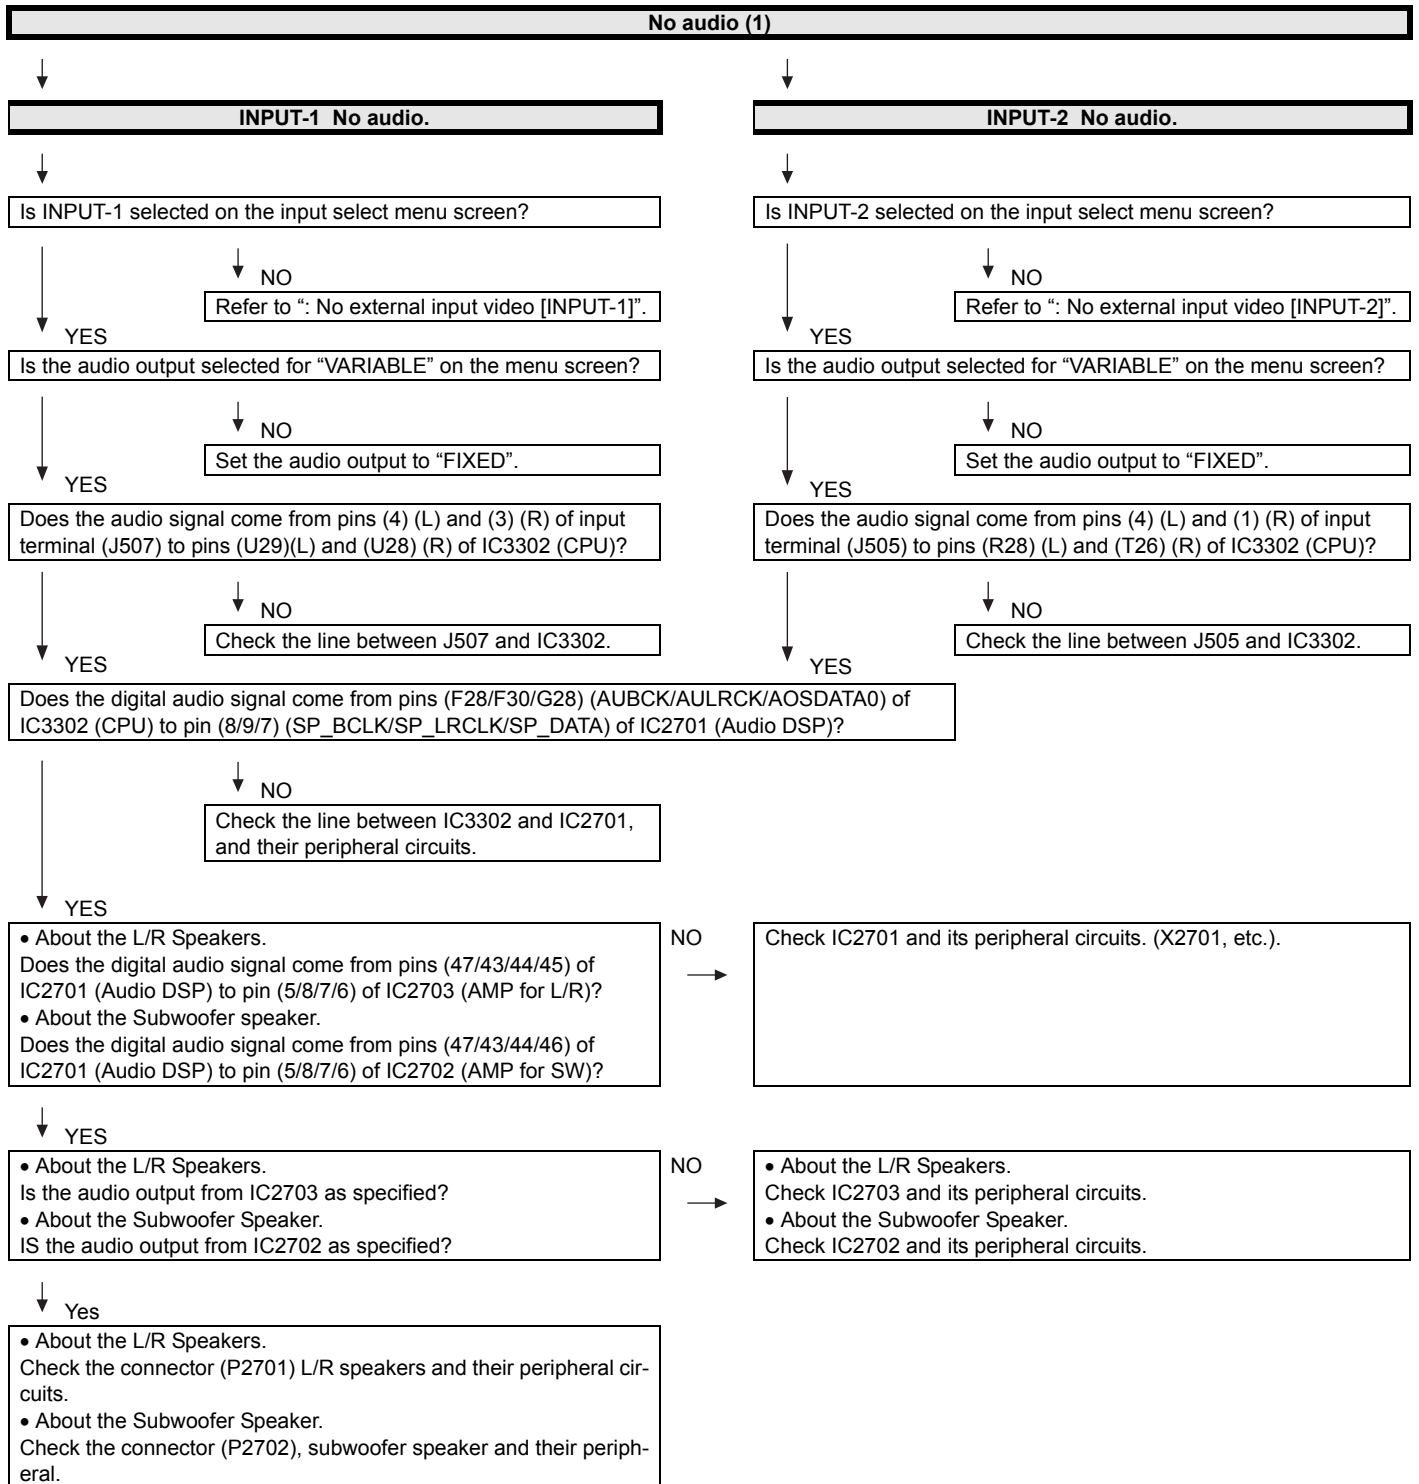 No audio (1)
INPUT-1 No audio.
Is INPUT-1 selected on the input select menu screen?
NO
Refer to “: No external input video [INPUT-1]”.
YES
Is the audio output selected for “VARIABLE” on the menu screen?
NO
Set the audio output to “FIXED”.
YES
Does the audio signal come from pins (4) (L) and (3) (R) of input
terminal (J507) to pins (U29)(L) and (U28) (R) of IC3302 (CPU)?
NO
Check the line between J507 and IC3302.
YES
INPUT-2 No audio.
Is INPUT-2 selected on the input select menu screen?
NO
Refer to “: No external input video [INPUT-2]”.
YES
Is the audio output selected for “VARIABLE” on the menu screen?
NO
Set the audio output to “FIXED”.
YES
Does the audio signal come from pins (4) (L) and (1) (R) of input
terminal (J505) to pins (R28) (L) and (T26) (R) of IC3302 (CPU)?
NO
Check the line between J505 and IC3302.
YES
Does the digital audio signal come from pins (F28/F30/G28) (AUBCK/AULRCK/AOSDATA0) of
IC3302 (CPU) to pin (8/9/7) (SP_BCLK/SP_LRCLK/SP_DATA) of IC2701 (Audio DSP)?
NO
Check the line between IC3302 and IC2701,
and their peripheral circuits.
YES
• About the L/R Speakers.
Does the digital audio signal come from pins (47/43/44/45) of
IC2701 (Audio DSP) to pin (5/8/7/6) of IC2703 (AMP for L/R)?
• About the Subwoofer speaker.
Does the digital audio signal come from pins (47/43/44/46) of
IC2701 (Audio DSP) to pin (5/8/7/6) of IC2702 (AMP for SW)?
NO
Check IC2701 and its peripheral circuits. (X2701, etc.).
YES
• About the L/R Speakers.
Is the audio output from IC2703 as specified?
• About the Subwoofer Speaker.
IS the audio output from IC2702 as specified?
NO
• About the L/R Speakers.
Check IC2703 and its peripheral circuits.
• About the Subwoofer Speaker.
Check IC2702 and its peripheral circuits.
Yes
• About the L/R Speakers.
Check the connector (P2701) L/R speakers and their peripheral cir-
cuits.
• About the Subwoofer Speaker.
Check the connector (P2702), subwoofer speaker and their periph-
eral.